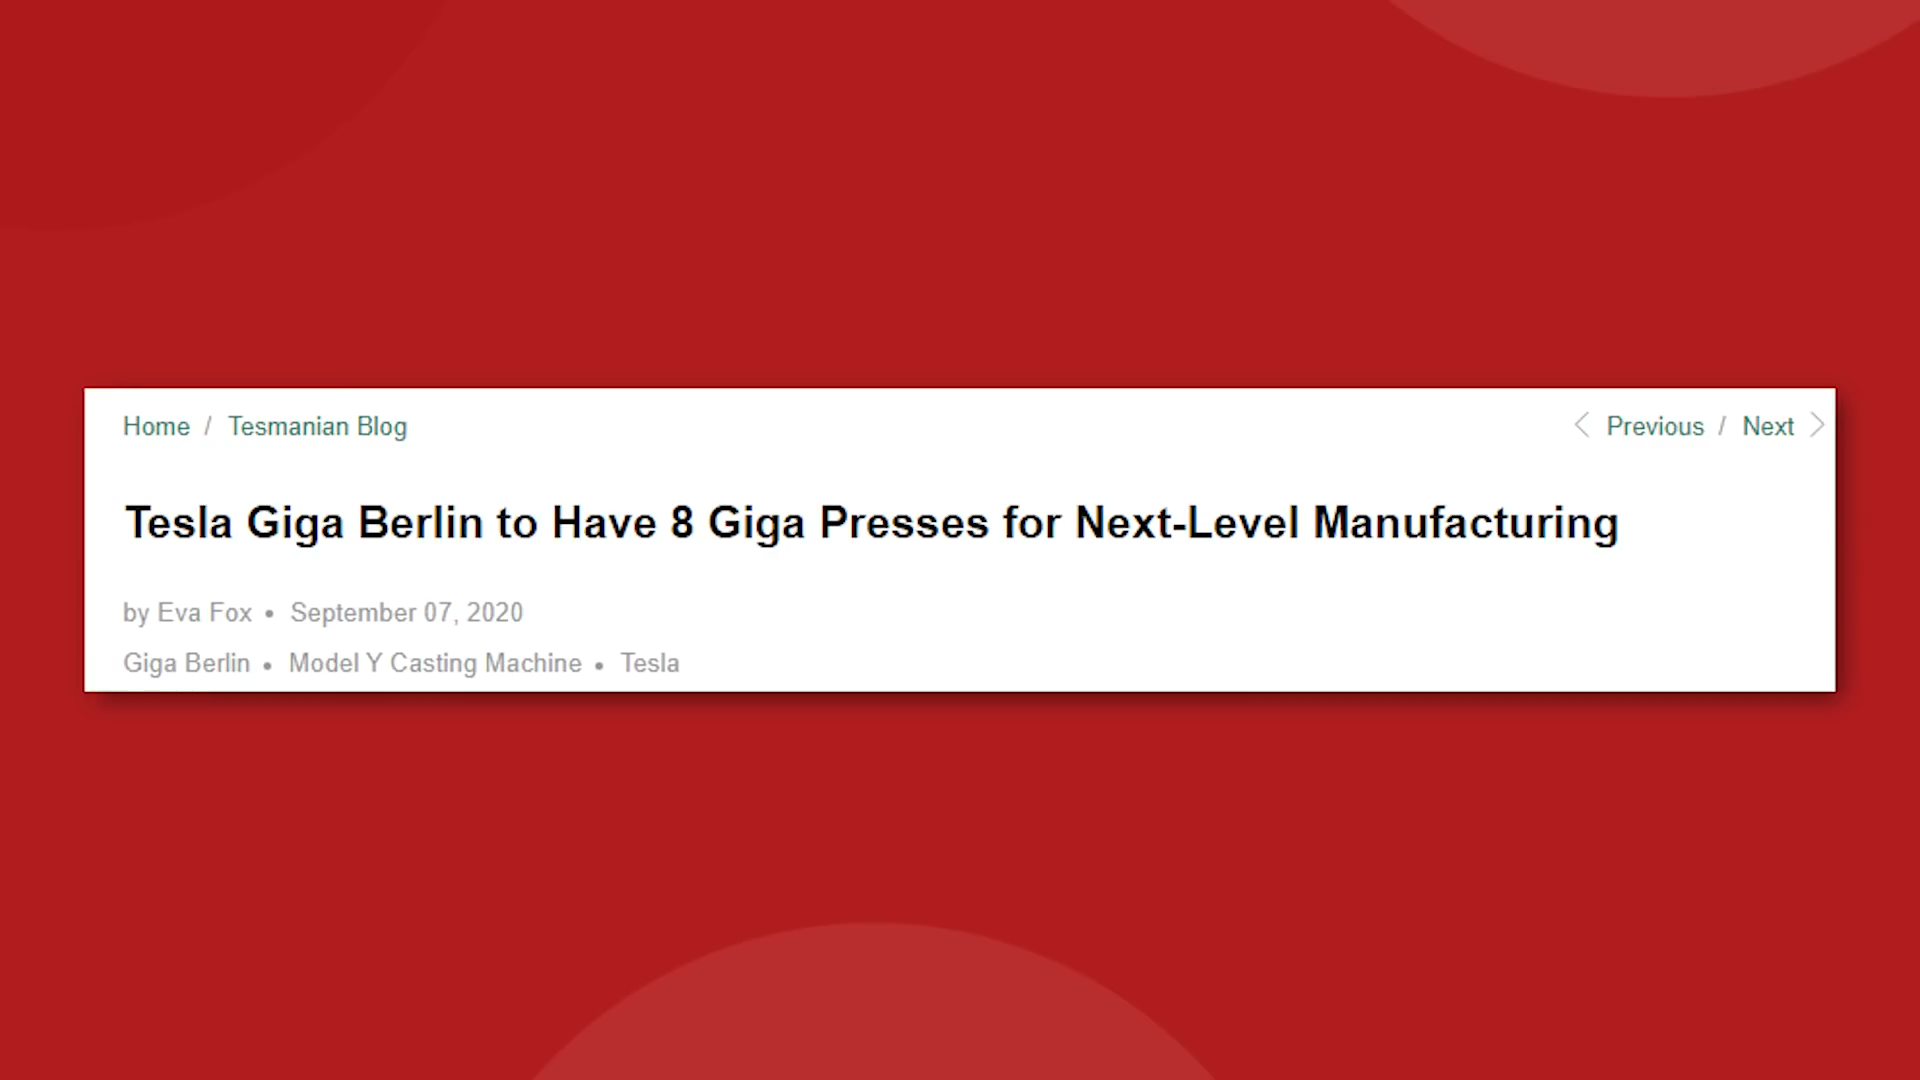 Home / Tesmanian Blog
Previous / Next
Tesla Giga Berlin to Have 8 Giga Presses for Next-Level Manufacturing
by Eva Fox • September 07, 2020
Giga Berlin • Model Y Casting Machine • Tesla